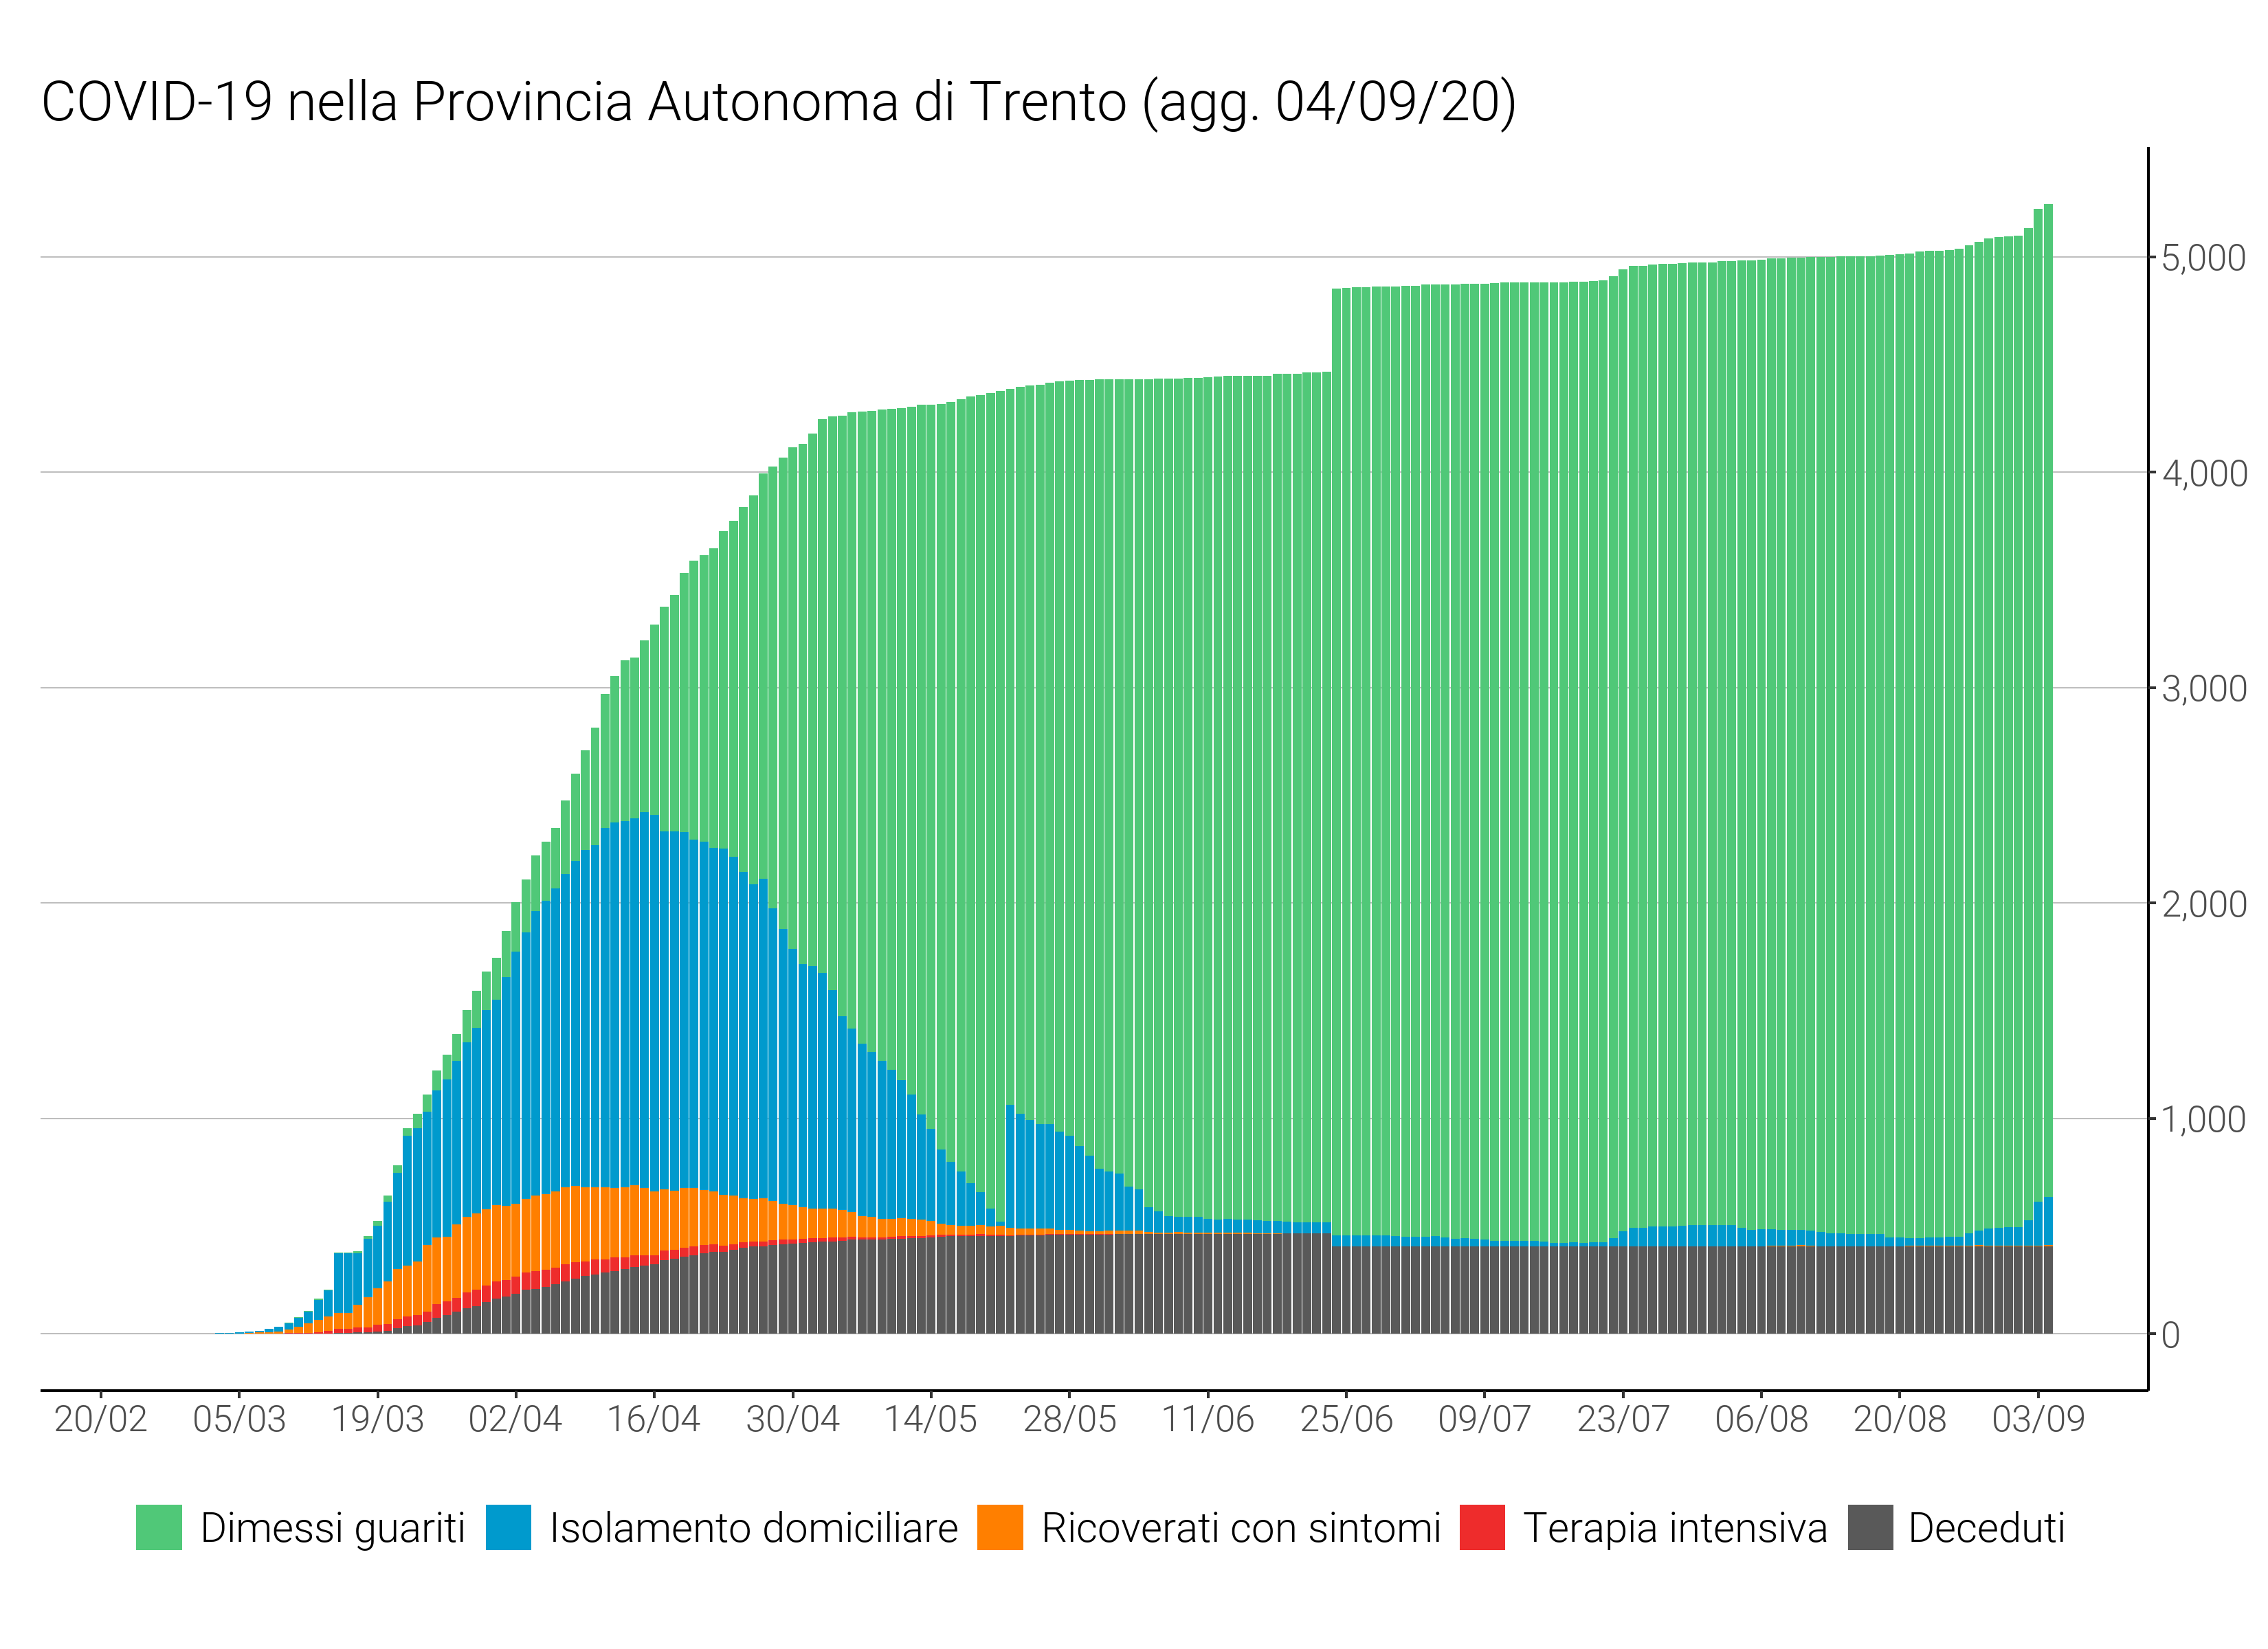 COVID-19 nella Provincia Autonoma di Trento (agg. 04/09/20)
5,000
4,000
3,000
2,000
1,000
0
20/02 05/03 19/03 02/04 16/04 30/04 14/05 28/05 11/06 25/06 09/07 23/07 06/08 20/08 03/09
Dimessi guariti Isolamento domiciliare Ricoverati con sintomi Terapia intensiva Deceduti